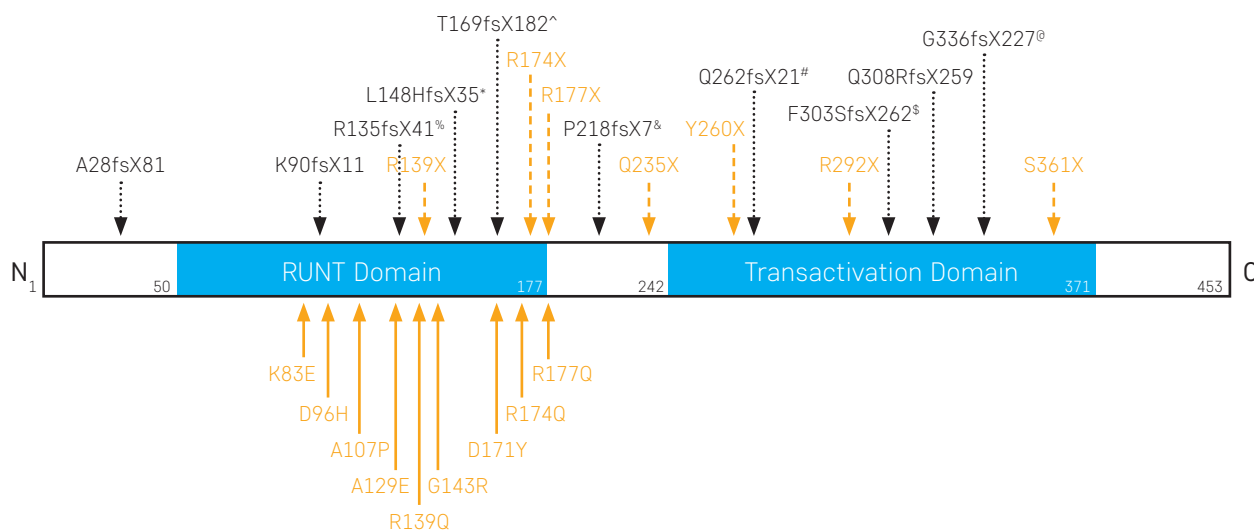 T169fsX182^
G336fsX227@
R174X
Q262fsX21#
Q308RfsX259
L148HfsX35*
R177X
F303SfsX262$
R135fsX41%
P218fsX7&
Y260X
A28fsX81
K90fsX11
R139X
Q235X
R292X
S361X
N
RUNT Domain
Transactivation Domain
C
1
50
177
242
371
453
K83E
R177Q
D96H
R174Q
A107P
D171Y
A129E
G143R
R139Q